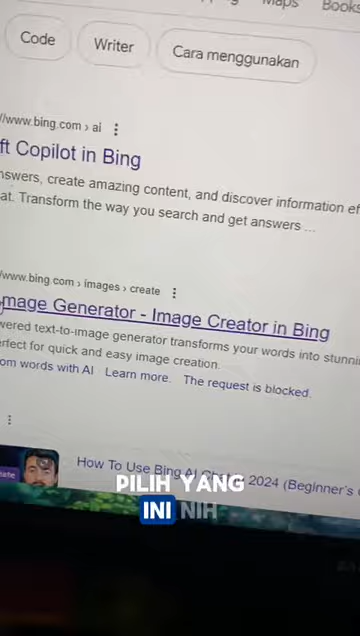 Maps
Books
Code
Writer
Cara menggunakan
/www.bing.com › ai
ft Copilot in Bing
nswers, create amazing content, and discover information ef
at. Transform the way you search and get answers ...
/www.bing.com › images › create
mage Generator - Image Creator in Bing
wered text-to-image generator transforms your words into stunni
erfect for quick and easy image creation.
om words with AI · Learn more. The request is blocked.
How To Use Bing AI 2024 (Beginner's
PILIH YANG
INI NIH